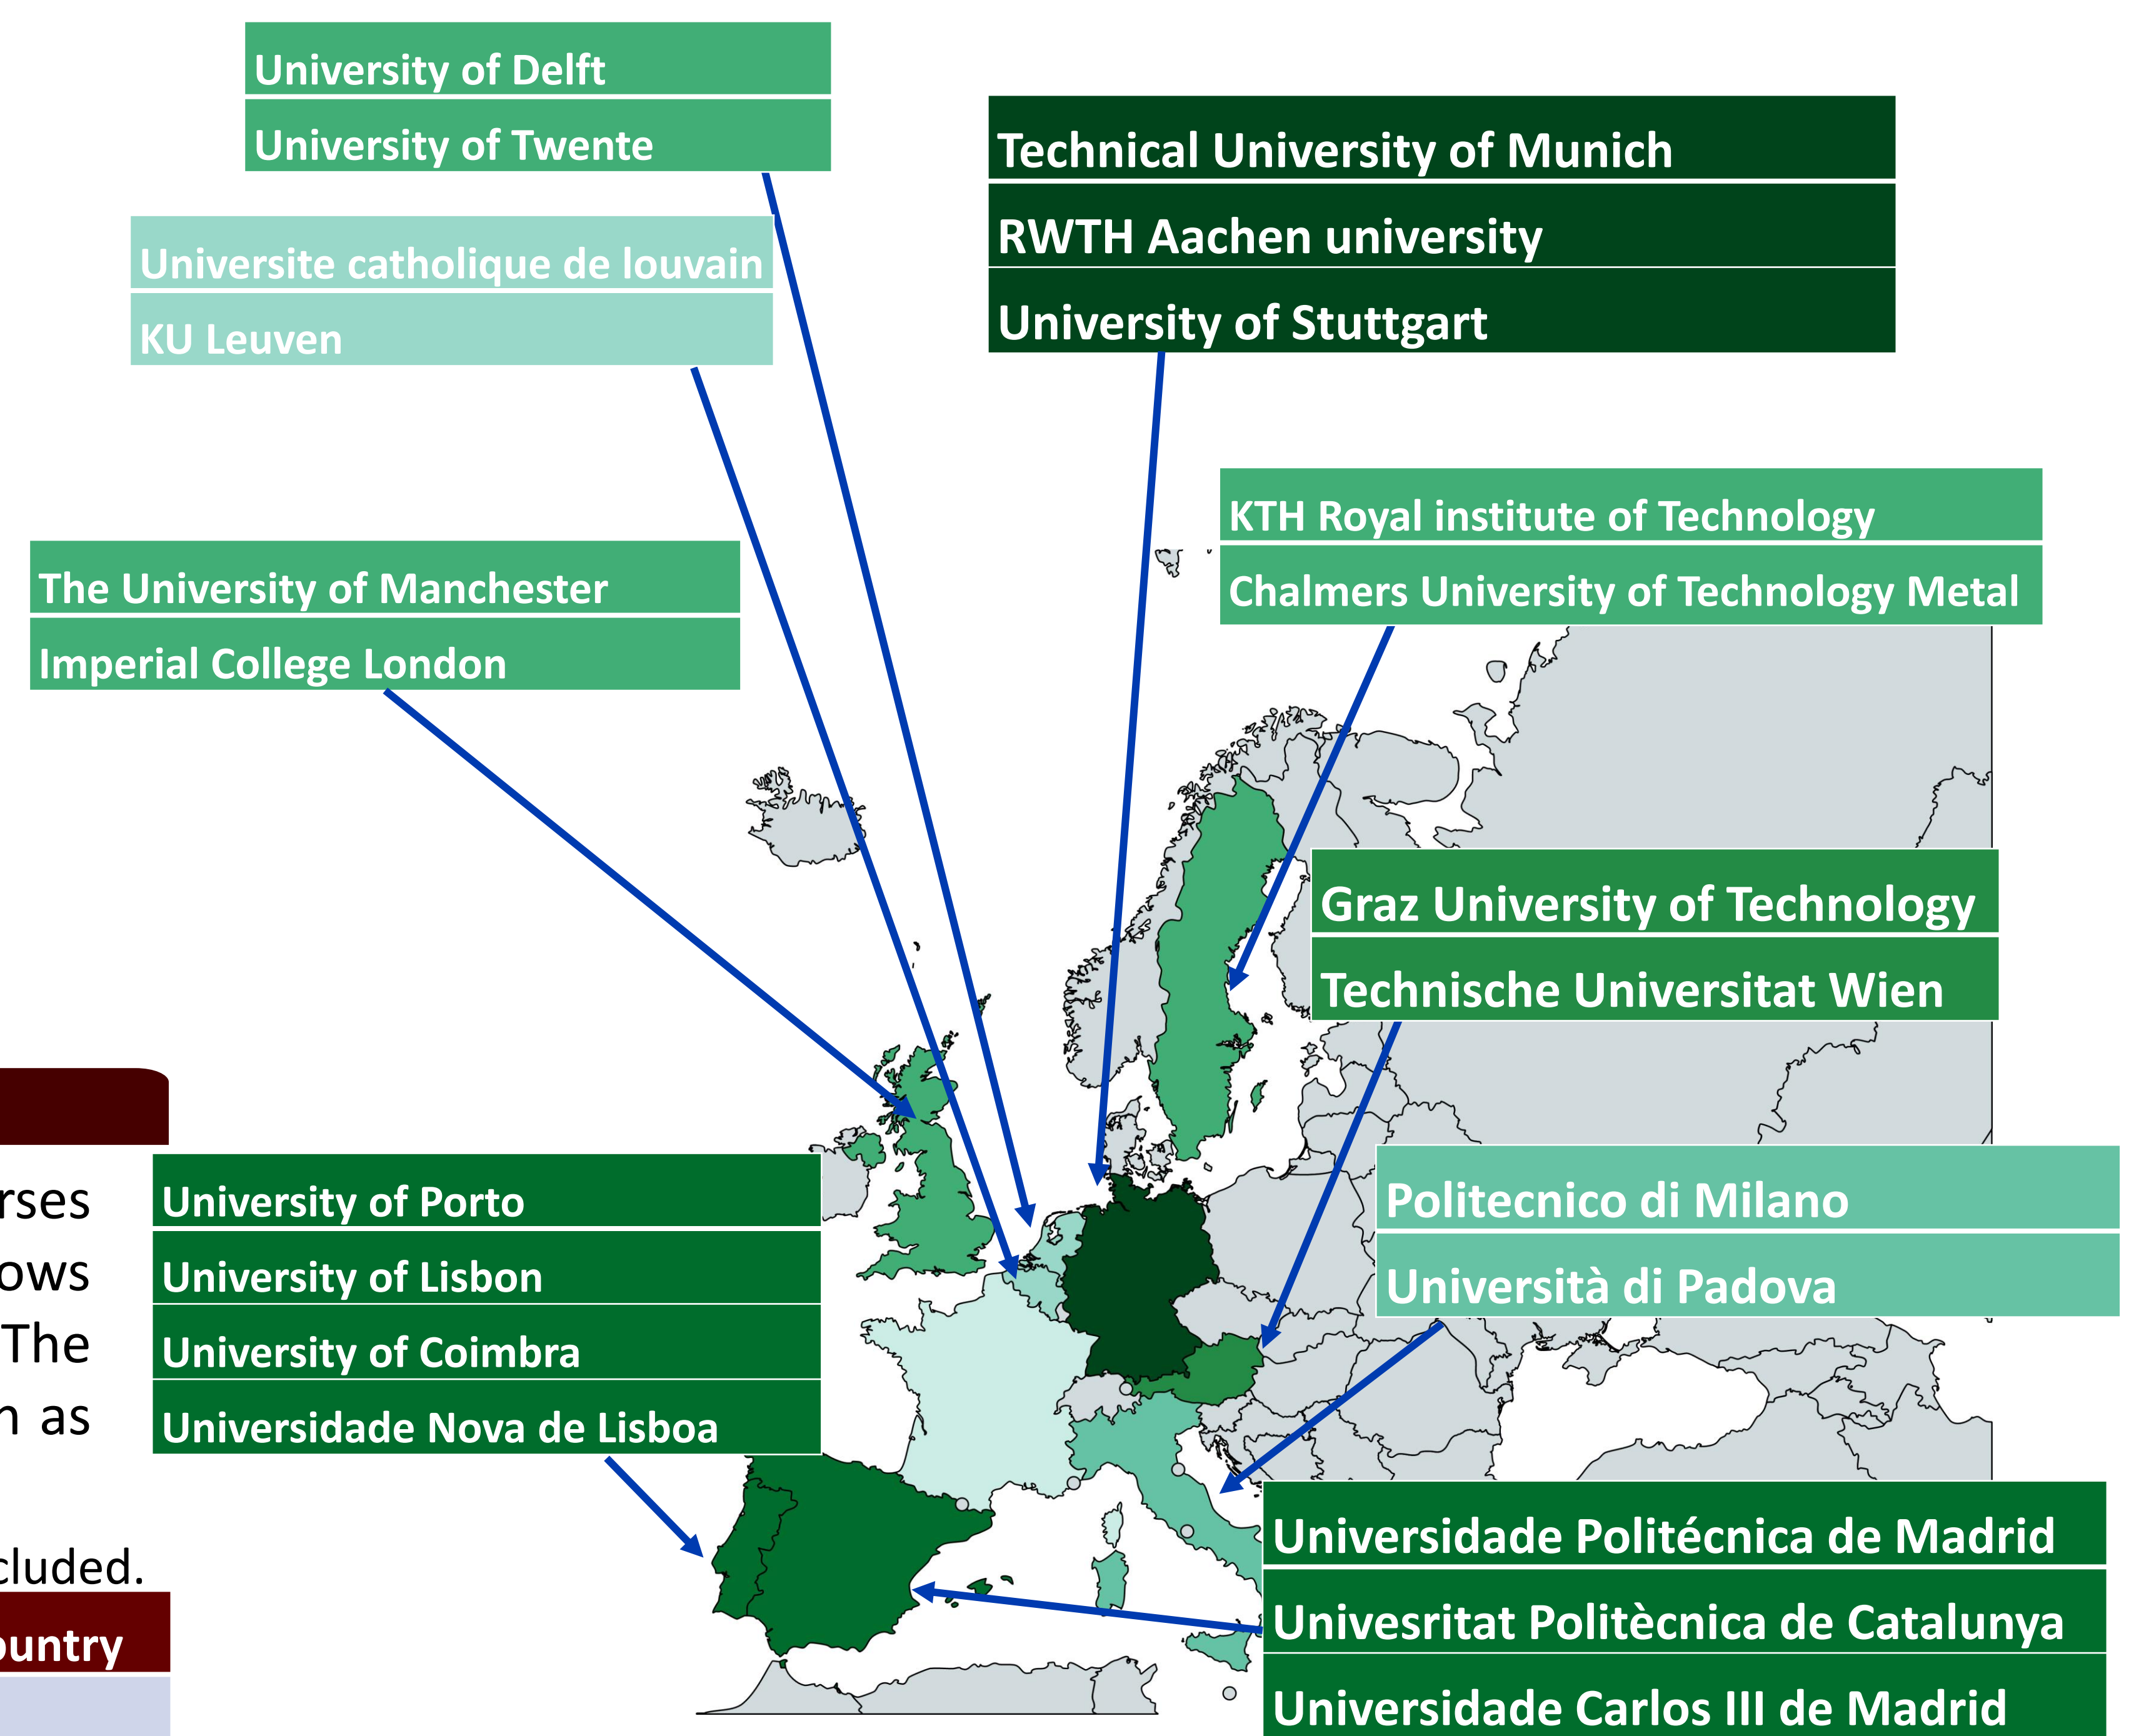 University of Delft
University of Twente
Technical University of Munich
RWTH Aachen university
University of Stuttgart
Universite catholique de louvain
KU Leuven
KTH Royal institute of Technology
Chalmers University of Technology Metal
The University of Manchester
Imperial College London
Graz University of Technology
Technische Universitat Wien
rses
ows
The
n as
cluded.
ountry
University of Porto
University of Lisbon
University of Coimbra
Universidade Nova de Lisboa
Politecnico di Milano
Università di Padova
Universidade Politécnica de Madrid
Univesritat Politècnica de Catalunya
Universidade Carlos III de Madrid